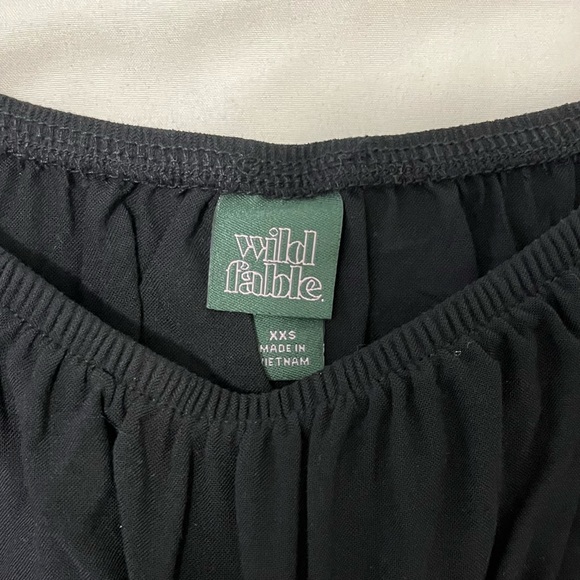 wild
fable.
XXS
MADE IN
VIETNAM